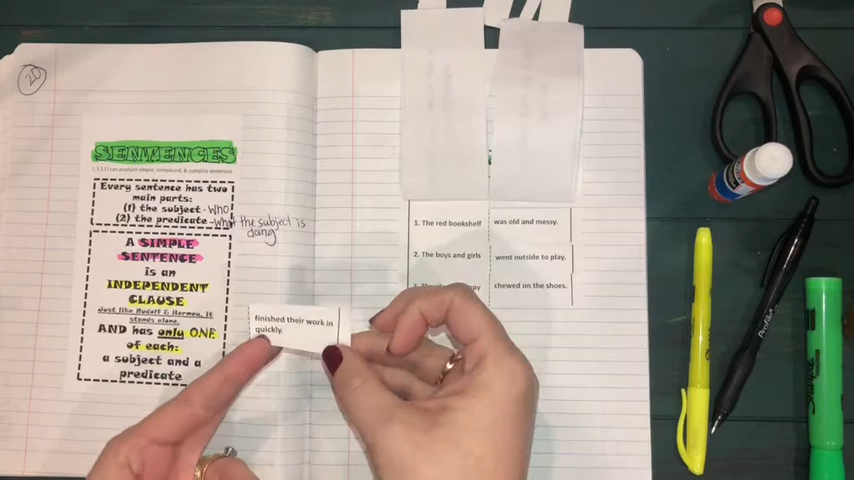 20
SENTENCES
Every sentence has two
main parts:
(1) the subject - WHO
(2) the predicate - what the subject is
doing
A SIMPLE
SENTENCE
is an
INDEPENDENT
CLAUSE
Just like Rudolf & Hermey, it
stands alone.
AND has only ONE
of each:
a subject and a
predicate
finished their work in
quickly.
1. The red bookshelf was old and messy.
2. The boys and girls went outside to play.
chewed on the shoes.
Profile
Sharpie